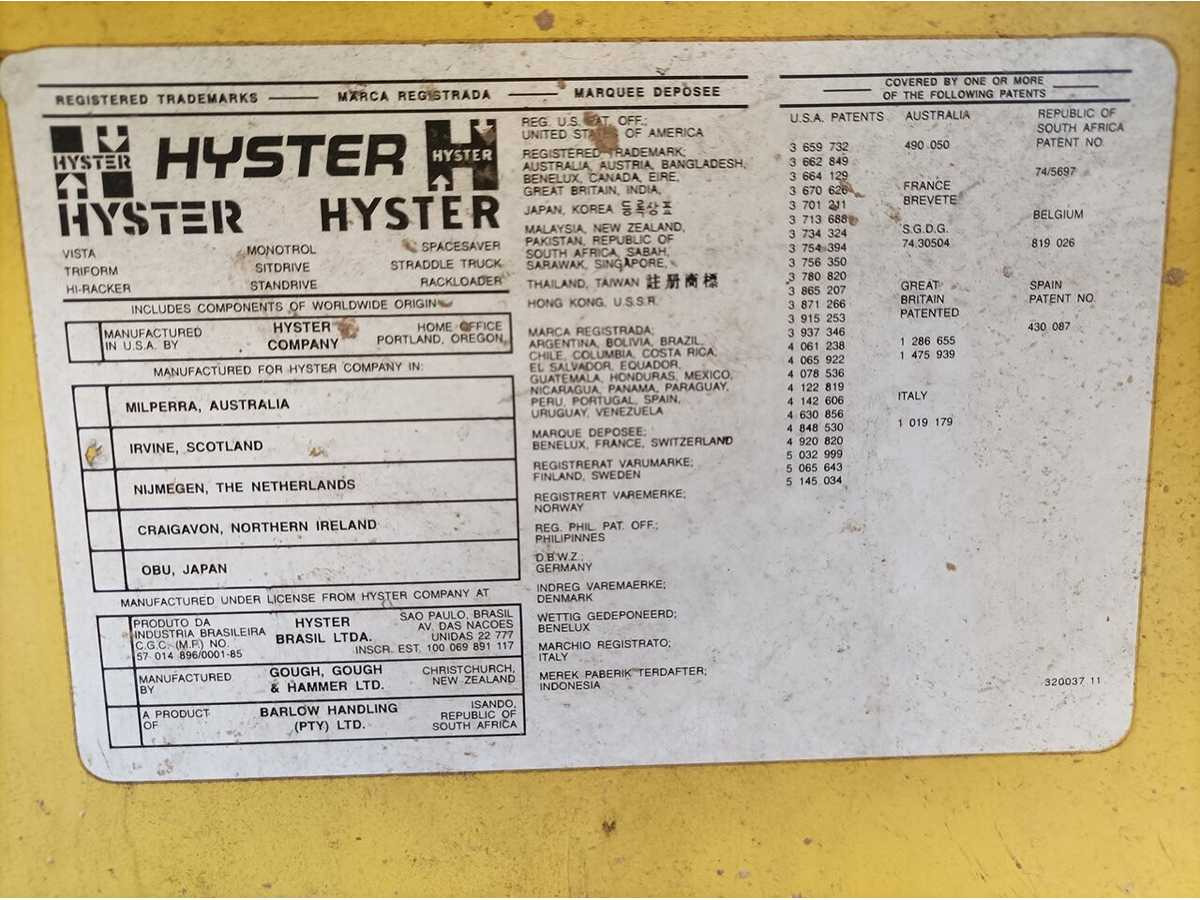 REGISTERED TRADEMARKS — MARCA REGISTRADA — MARQUEE DEPOSEE
HYSTER
HYSTER
HYSTER
HYSTER
HYSTER
VISTA MONOTROL SPACESAVER
TRIFORM SITDRIVE STRADDLE TRUCK
HI-RACKER STANDRIVE RACKLOADER
INCLUDES COMPONENTS OF WORLDWIDE ORIGIN
MANUFACTURED
IN U.S.A. BY
HYSTER
COMPANY
HOME OFFICE
PORTLAND, OREGON
MANUFACTURED FOR HYSTER COMPANY IN:
MILPERRA, AUSTRALIA
IRVINE, SCOTLAND
NIJMEGEN, THE NETHERLANDS
CRAIGAVON, NORTHERN IRELAND
OBU, JAPAN
MANUFACTURED UNDER LICENSE FROM HYSTER COMPANY AT
PRODUTO DA
INDUSTRIA BRASILEIRA
C.G.C. (M.F.) NO.
57 014 896/0001-85
HYSTER
BRASIL LTDA.
SAO PAULO, BRASIL
AV. DAS NACOES
UNIDAS 22 777
INSCR. EST. 100 069 891 117
MANUFACTURED
BY
GOUGH, GOUGH
& HAMMER LTD.
CHRISTCHURCH,
NEW ZEALAND
A PRODUCT
OF
BARLOW HANDLING
(PTY) LTD.
ISANDO,
REPUBLIC OF
SOUTH AFRICA
REG. U.S. PAT. OFF.;
UNITED STATES OF AMERICA
REGISTERED TRADEMARK;
AUSTRALIA, AUSTRIA, BANGLADESH,
BENELUX, CANADA, EIRE,
GREAT BRITAIN, INDIA,
JAPAN, KOREA 등록상표
MALAYSIA, NEW ZEALAND,
PAKISTAN, REPUBLIC OF
SOUTH AFRICA, SABAH,
SARAWAK, SINGAPORE,
THAILAND, TAIWAN 註册商標
HONG KONG, U.S.S.R.
MARCA REGISTRADA;
ARGENTINA, BOLIVIA, BRAZIL,
CHILE, COLUMBIA, COSTA RICA,
EL SALVADOR, EQUADOR,
GUATEMALA, HONDURAS, MEXICO,
NICARAGUA, PANAMA, PARAGUAY,
PERU, PORTUGAL, SPAIN,
URUGUAY, VENEZUELA
MARQUE DEPOSEE;
BENELUX, FRANCE, SWITZERLAND
REGISTRERAT VARUMARKE;
FINLAND, SWEDEN
REGISTRERT VAREMERKE;
NORWAY
REG. PHIL. PAT. OFF.;
PHILIPINNES
D.B.W.Z.;
GERMANY
INDREG VAREMAERKE;
DENMARK
WETTIG GEDEPONEERD;
BENELUX
MARCHIO REGISTRATO;
ITALY
MEREK PABERIK TERDAFTER;
INDONESIA
COVERED BY ONE OR MORE
OF THE FOLLOWING PATENTS
U.S.A. PATENTS
3 659 732
3 662 849
3 664 129
3 670 626
3 701 211
3 713 688
3 734 324
3 754 394
3 756 350
3 780 820
3 865 207
3 871 266
3 915 253
3 937 346
4 061 238
4 065 922
4 078 536
4 122 819
4 142 606
4 630 856
4 848 530
4 920 820
5 032 999
5 065 643
5 145 034
AUSTRALIA
490 050
FRANCE
BREVETE
S.G.D.G.
74.30504
GREAT
BRITAIN
PATENTED
1 286 655
1 475 939
ITALY
1 019 179
REPUBLIC OF
SOUTH AFRICA
PATENT NO.
74/5697
BELGIUM
819 026
SPAIN
PATENT NO.
430 087
320037 11